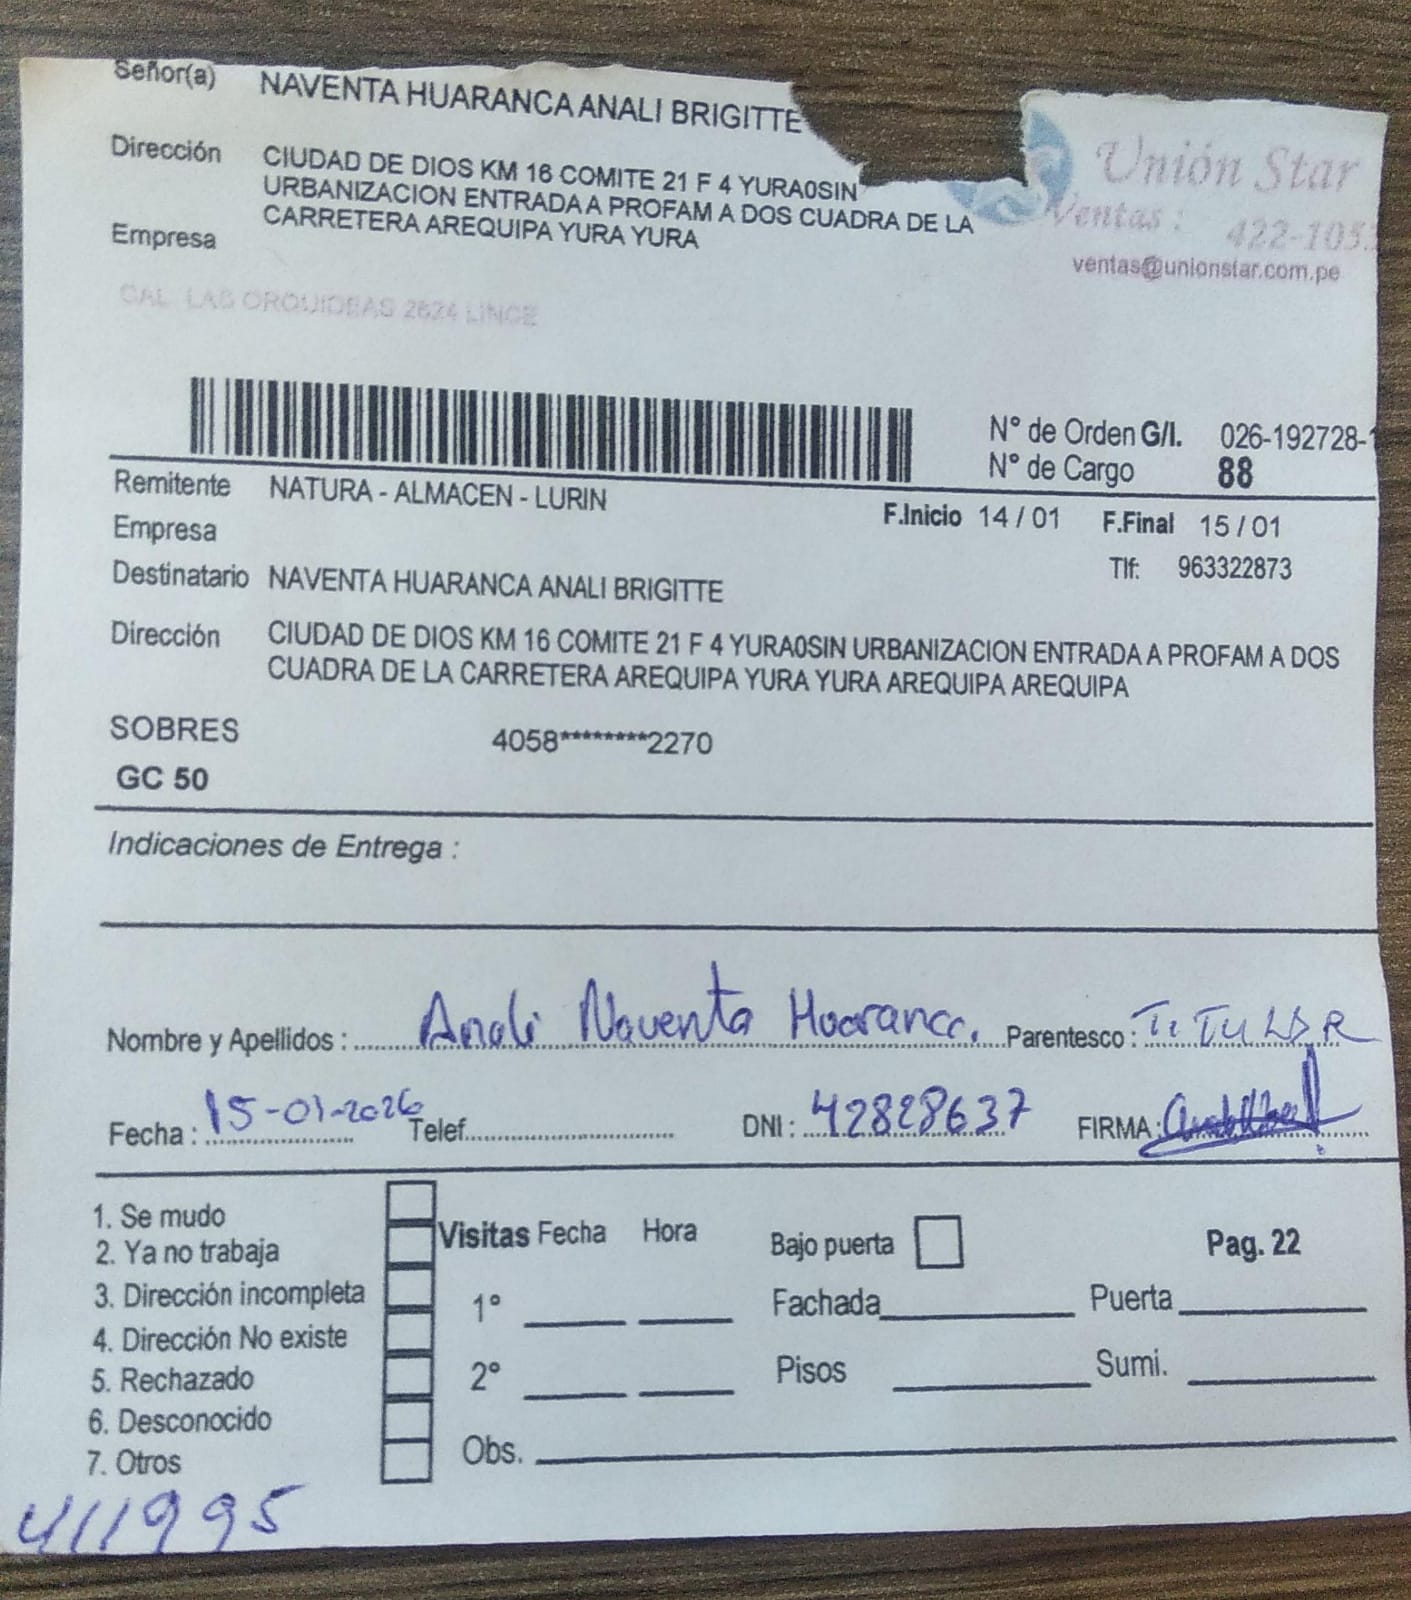 Señor(a) NAVENTA HUARANCA ANALI BRIGITTE
Unión Star
Dirección CIUDAD DE DIOS KM 16 COMITE 21 F 4 YURA0SIN
URBANIZACION ENTRADA A PROFAM A DOS CUADRA DE LA
CARRETERA AREQUIPA YURA YURA
Ventas : 422-105
ventas@unionstar.com.pe
Empresa
CAL LAS ORQUIDEAS 2624 LINCE
N° de Orden G/I. 026-192728-1
N° de Cargo 88
Remitente NATURA - ALMACEN - LURIN
F.Inicio 14 / 01 F.Final 15 / 01
Empresa
Tlf: 963322873
Destinatario NAVENTA HUARANCA ANALI BRIGITTE
Dirección CIUDAD DE DIOS KM 16 COMITE 21 F 4 YURA0SIN URBANIZACION ENTRADA A PROFAM A DOS
CUADRA DE LA CARRETERA AREQUIPA YURA YURA AREQUIPA AREQUIPA
SOBRES 4058********2270
GC 50
Indicaciones de Entrega :
Nombre y Apellidos : Anali Naventa Huaranca. Parentesco : TITULAR
Fecha : 15-01-2026 Telef. DNI : 42828637 FIRMA :
1. Se mudo
2. Ya no trabaja
3. Dirección incompleta
4. Dirección No existe
5. Rechazado
6. Desconocido
7. Otros
Visitas Fecha Hora
1°
2°
Obs.
Bajo puerta
Pag. 22
Fachada Puerta
Pisos Sumi.
411995